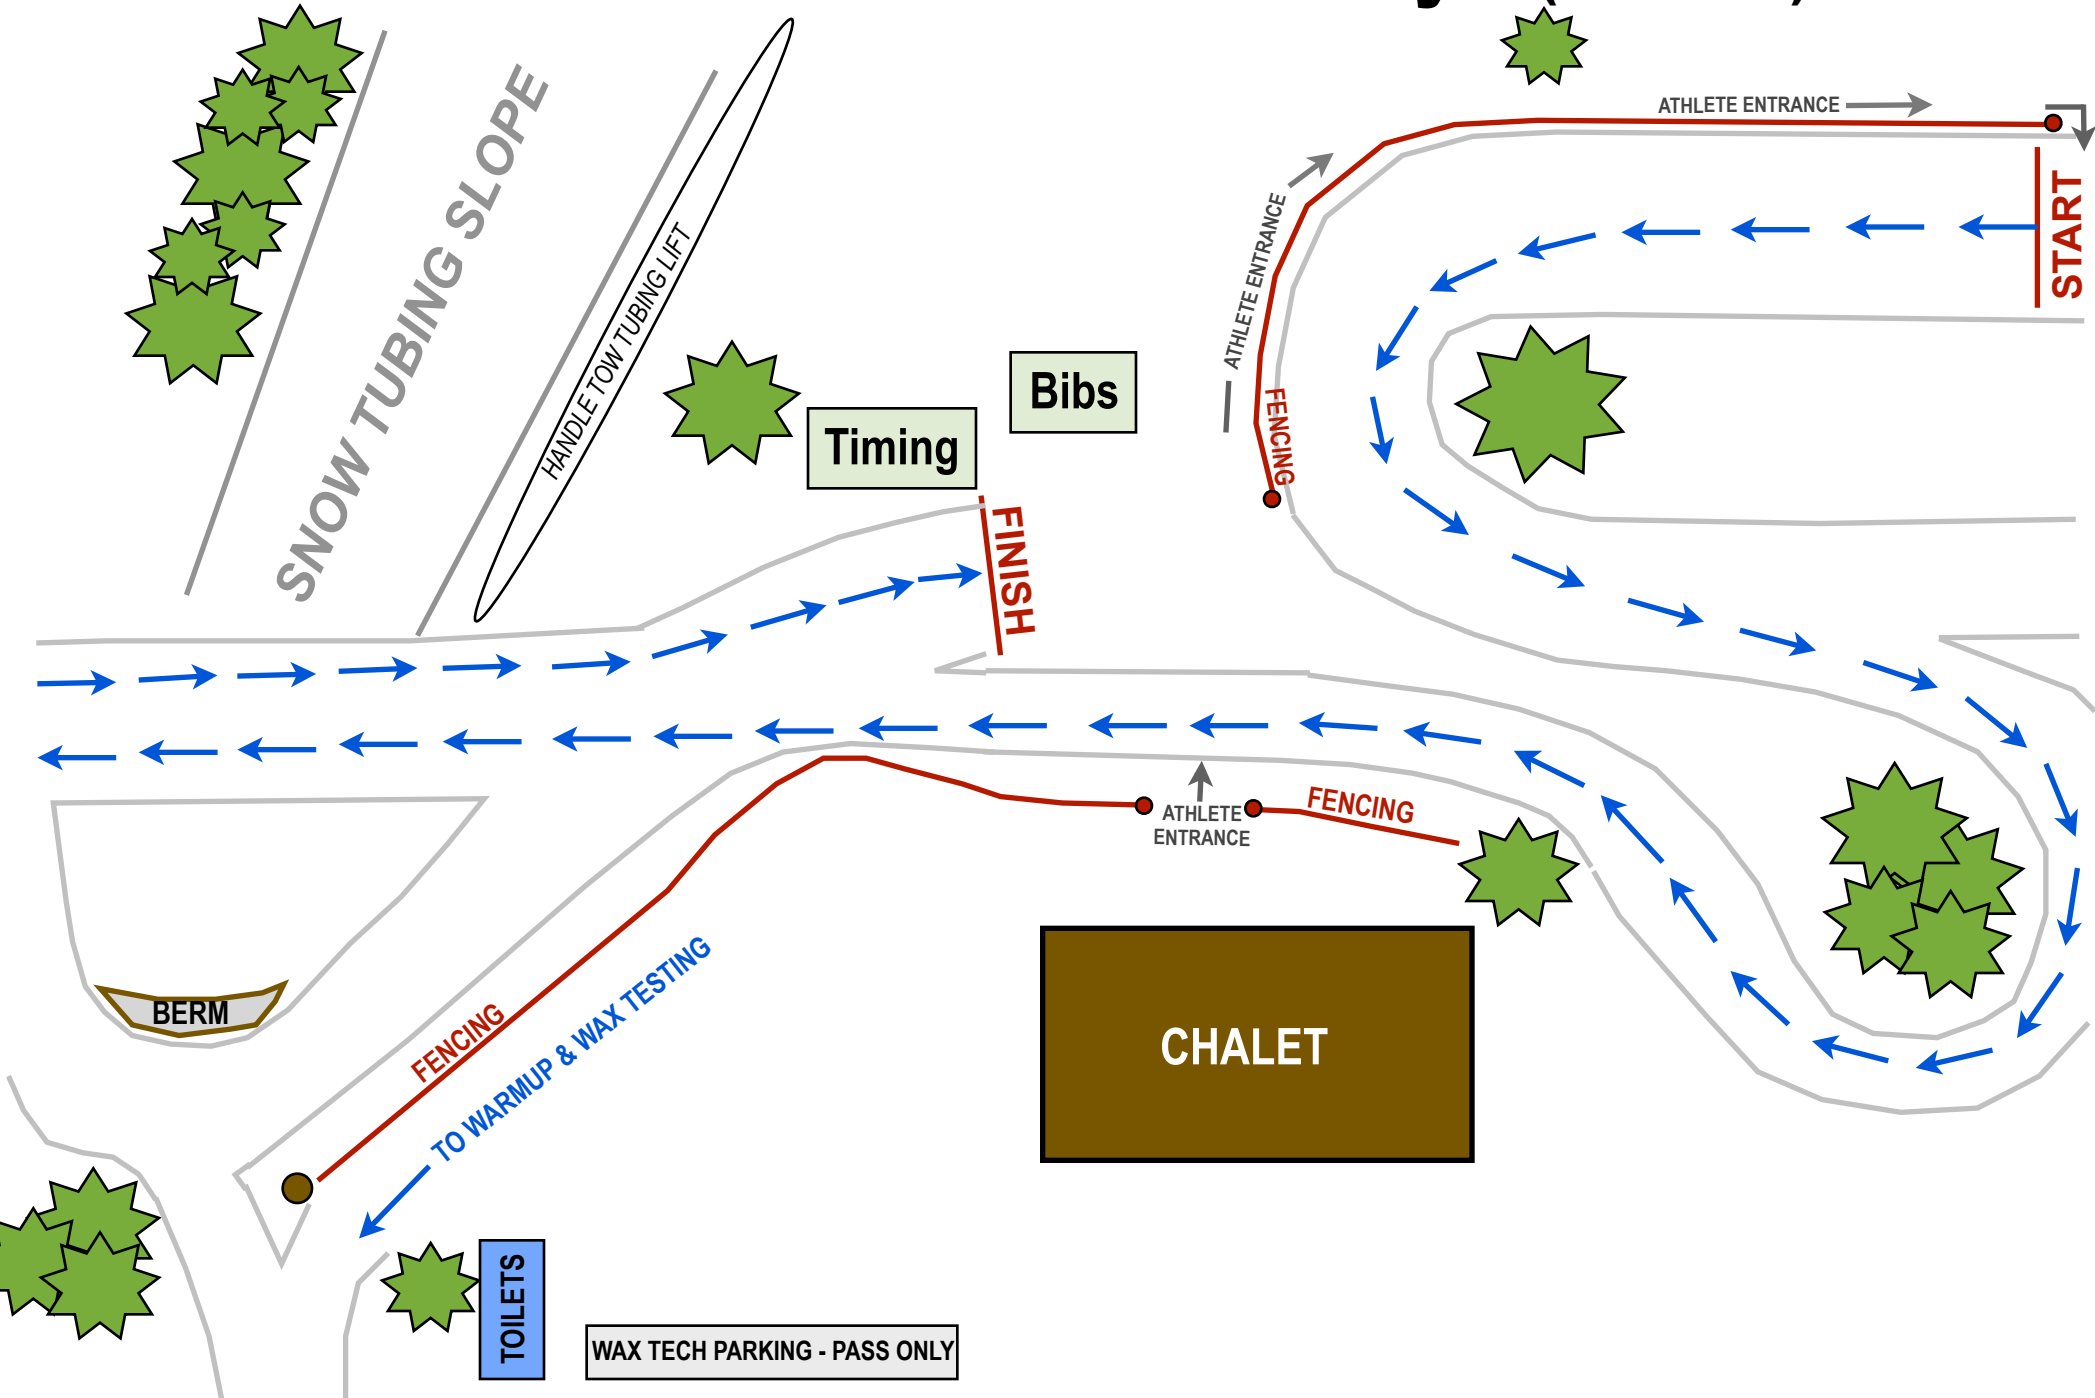 ATHLETE ENTRANCE
START
ATHLETE ENTRANCE
SNOW TUBING SLOPE
HANDLE TOW TUBING LIFT
Bibs
Timing
FENCING
FINISH
FENCING
ATHLETE
ENTRANCE
BERM
FENCING
TO WARMUP & WAX TESTING
CHALET
TOILETS
WAX TECH PARKING - PASS ONLY